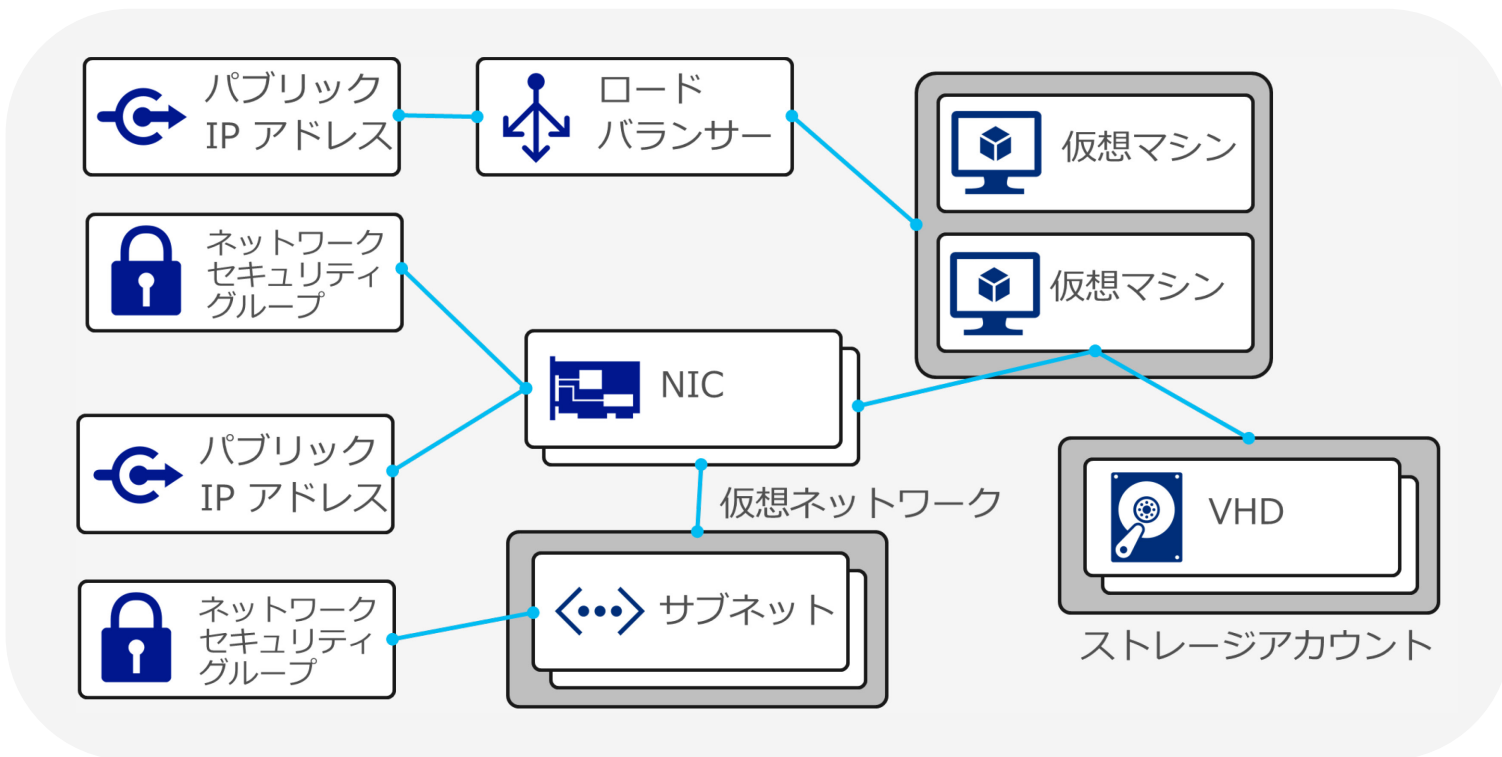 パブリック
IP アドレス
ロード
バランサー
仮想マシン
仮想マシン
ネットワーク
セキュリティ
グループ
NIC
パブリック
IP アドレス
仮想ネットワーク
VHD
ストレージアカウント
ネットワーク
セキュリティ
グループ
サブネット